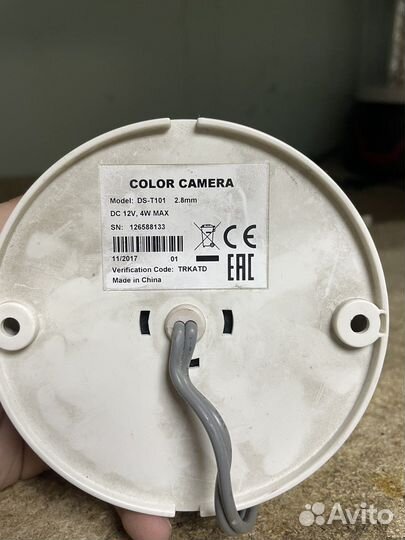 COLOR CAMERA
Model: DS-T101 2.8mm
DC 12V, 4W MAX
SN: 126588133
11/2017 01
Verification Code: TRKATD
Made in China
CE
EAC
Avito